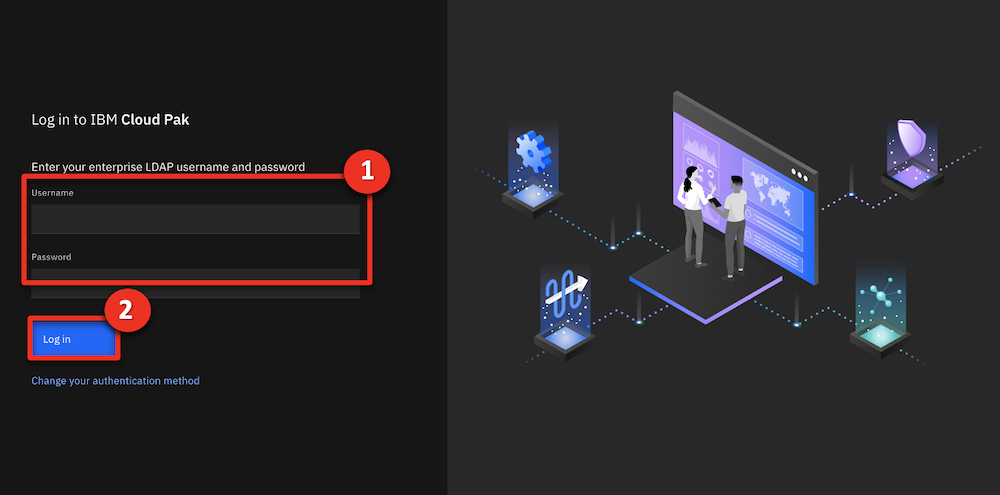 Log in to IBM Cloud Pak
Enter your enterprise LDAP username and password
1
Username
Password
2
Log in
Change your authentication method